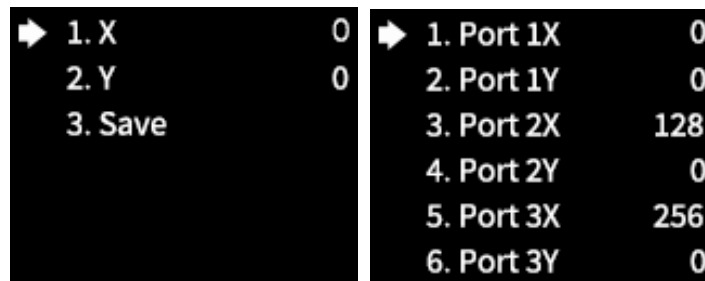 1. X 0
2. Y 0
3. Save
1. Port 1X 0
2. Port 1Y 0
3. Port 2X 128
4. Port 2Y 0
5. Port 3X 256
6. Port 3Y 0